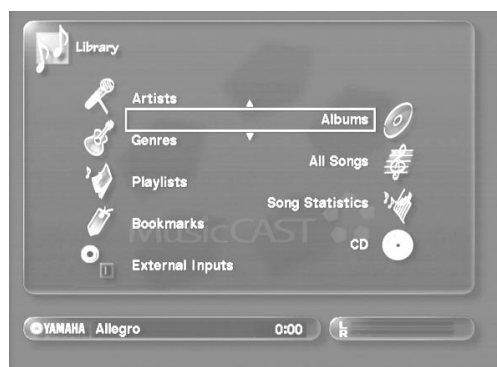 Library
Artists
Albums
Genres
All Songs
Playlists
Song Statistics
Bookmarks
MusicCAST
CD
External Inputs
YAMAHA Allegro 0:00 L
R